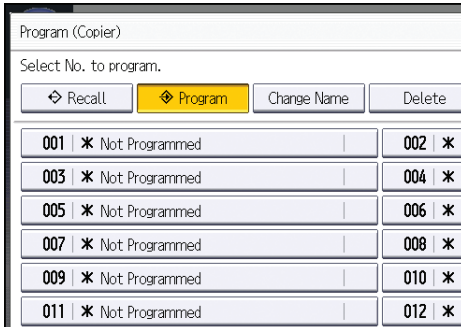 Program (Copier)
Select No. to program.
Recall Program Change Name Delete
001 * Not Programmed 002 *
003 * Not Programmed 004 *
005 * Not Programmed 006 *
007 * Not Programmed 008 *
009 * Not Programmed 010 *
011 * Not Programmed 012 *